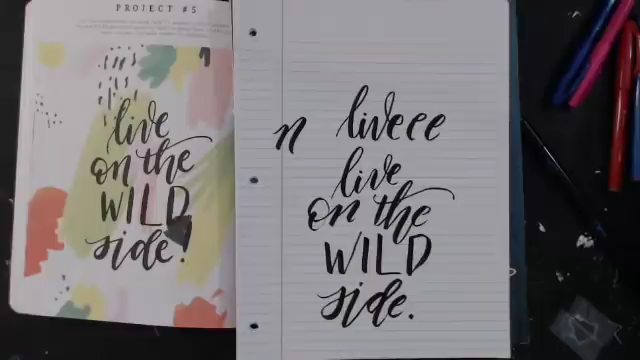 PROJECT #5
live
on the
WILD
side!
n liveee
live
on the
WILD
side.